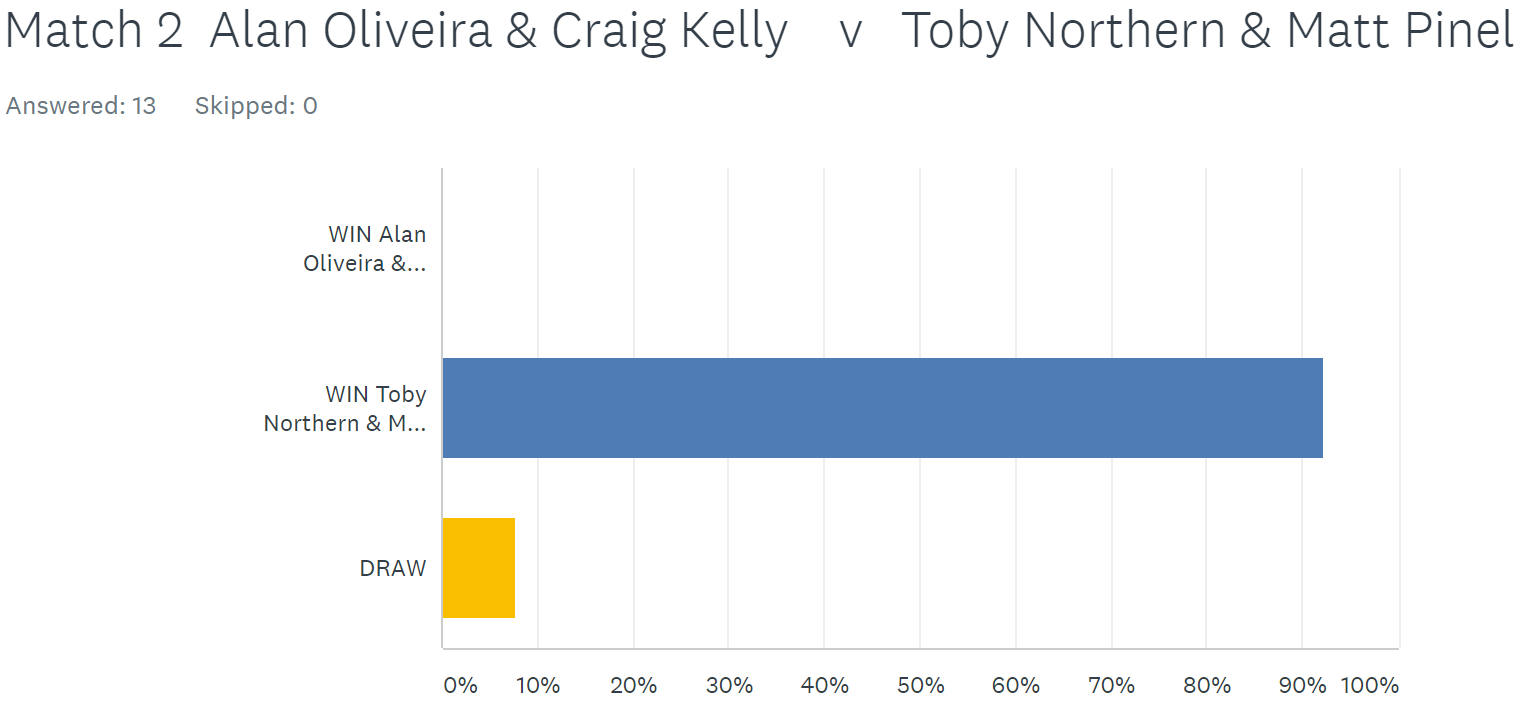 Match 2  Alan Oliveira & Craig Kelly    v   Toby Northern & Matt Pinel
Answered: 13    Skipped: 0
WIN Alan
Oliveira &...
WIN Toby
Northern & M...
DRAW
0% 10% 20% 30% 40% 50% 60% 70% 80% 90% 100%